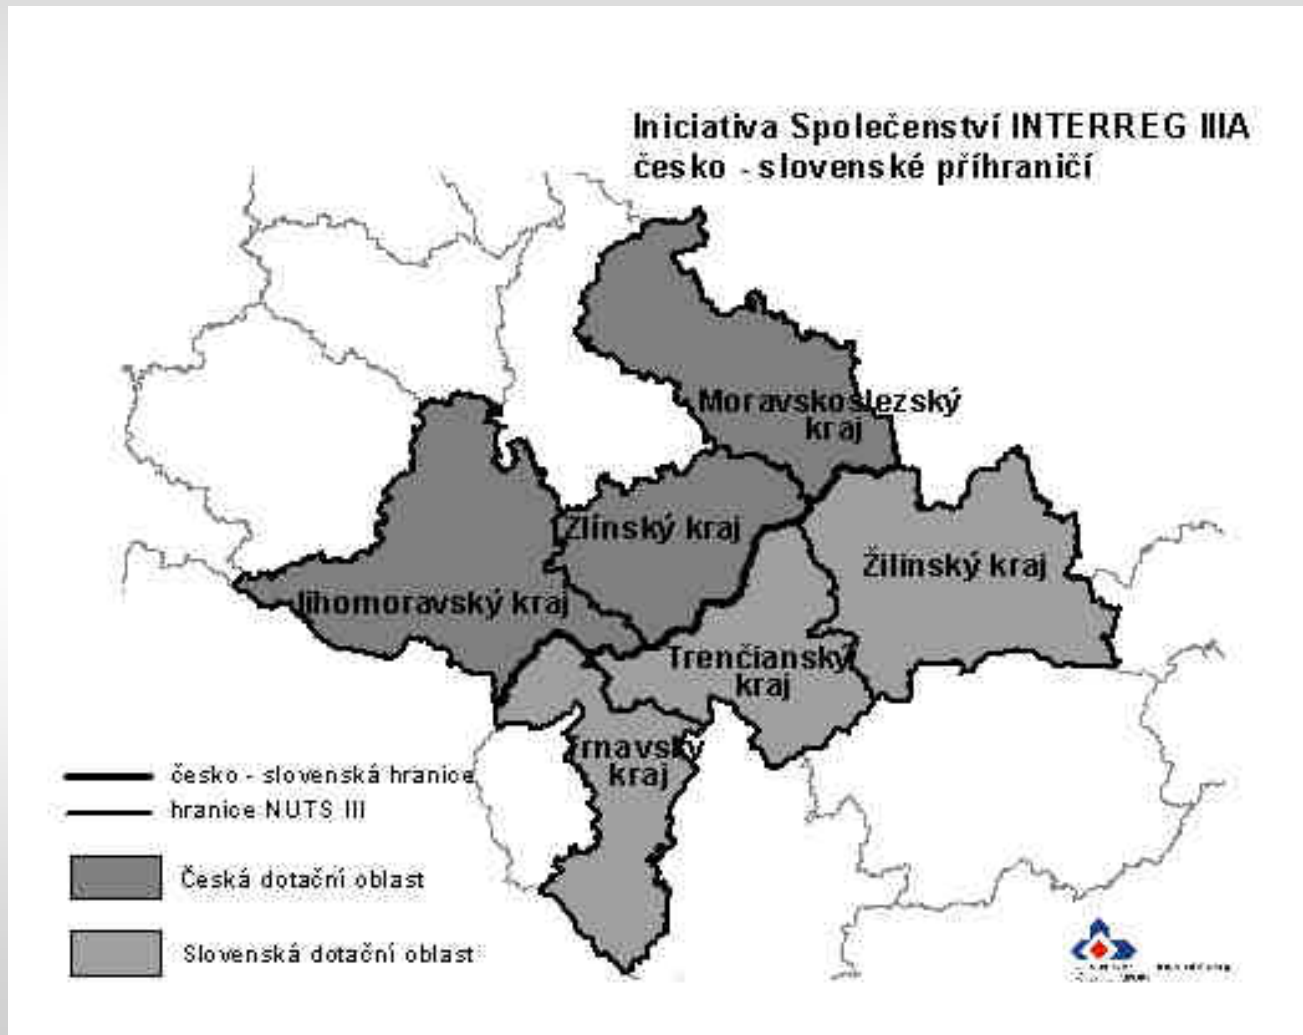 Iniciativa Společenství INTERREG IIIA
česko - slovenské příhraničí
Moravskoslezský
kraj
Zlínský kraj
Žilinský kraj
Jihomoravský kraj
Trenčianský
kraj
Trnavský
kraj
česko - slovenská hranice
hranice NUTS III
Česká dotační oblast
Slovenská dotační oblast